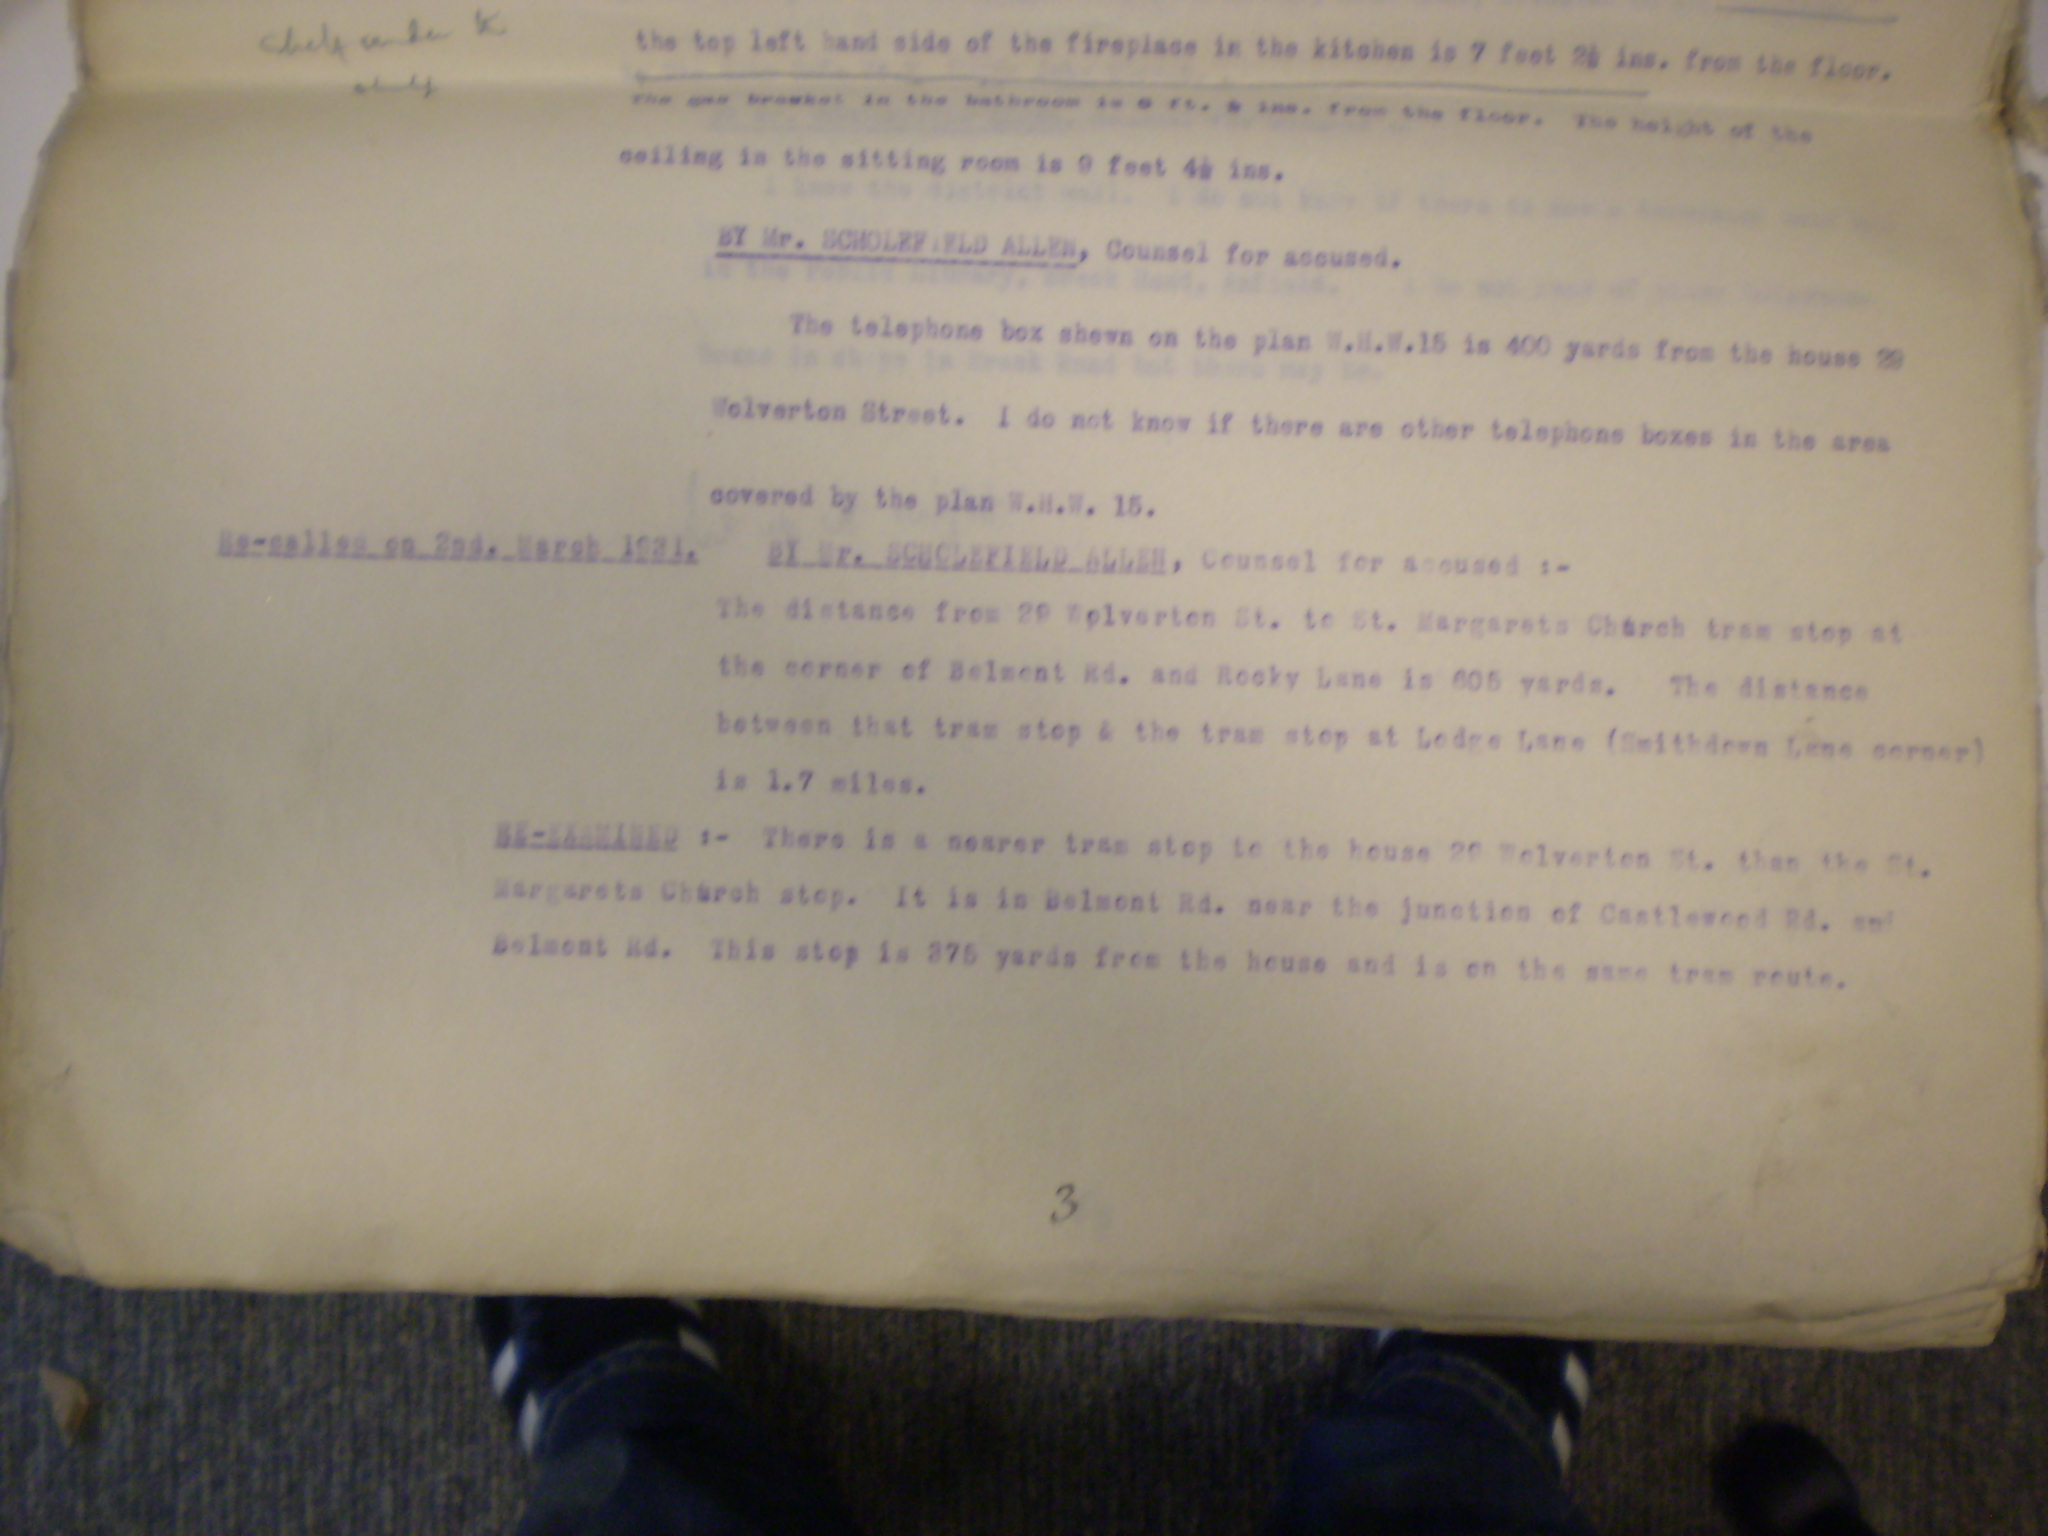 shelf under
shelf
the top left hand side of the fireplace in the kitchen is 7 feet 2½ ins. from the floor.
The gas bracket in the bathroom is 6 ft. ½ ins. from the floor. The height of the
ceiling in the sitting room is 9 feet 4½ ins.
BY Mr. SCHOLEFIELD ALLEN, Counsel for accused.
The telephone box shewn on the plan W.H.W.15 is 400 yards from the house 29
Wolverton Street. I do not know if there are other telephone boxes in the area
covered by the plan W.H.W. 15.
Re-called on 2nd. March 1931. BY Mr. SCHOLEFIELD ALLEN, Counsel for accused :-
The distance from 29 Wolverton St. to St. Margarets Church tram stop at
the corner of Belmont Rd. and Rocky Lane is 605 yards. The distance
between that tram stop & the tram stop at Lodge Lane (Smithdown Lane corner)
is 1.7 miles.
RE-EXAMINED :- There is a nearer tram stop to the house 29 Wolverton St. than the St.
Margarets Church stop. It is in Belmont Rd. near the junction of Castlewood Rd. and
Belmont Rd. This stop is 375 yards from the house and is on the same tram route.
3